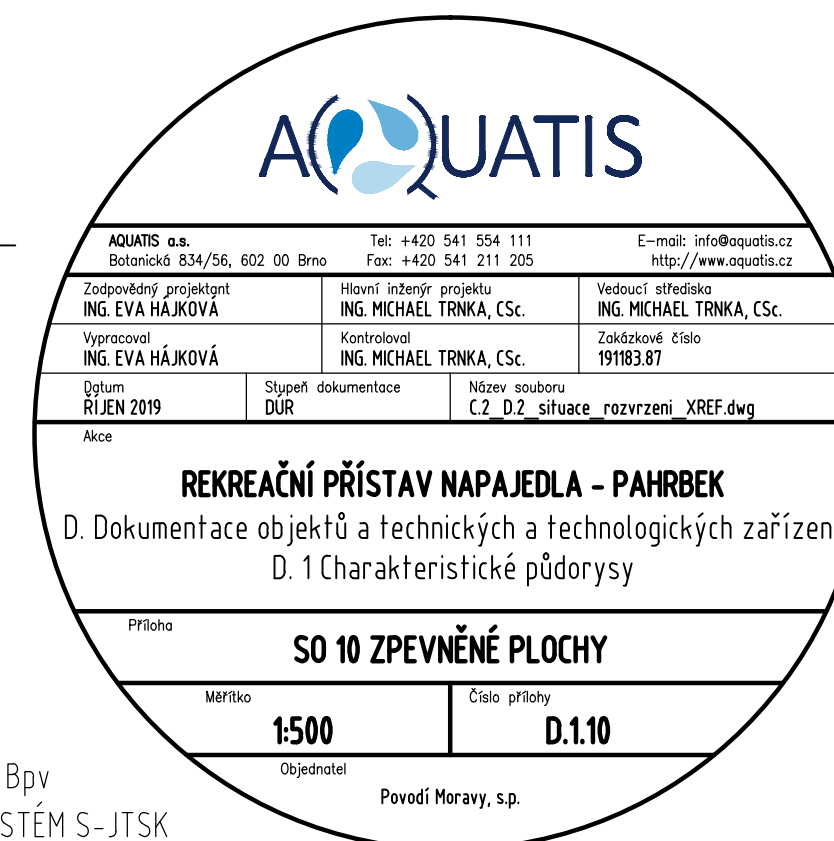 AQUATIS
AQUATIS a.s. Tel: +420 541 554 111 E-mail: info@aquatis.cz
Botanická 834/56, 602 00 Brno Fax: +420 541 211 205 http://www.aquatis.cz
Zodpovědný projektant Hlavní inženýr projektu Vedoucí střediska
ING. EVA HÁJKOVÁ ING. MICHAEL TRNKA, CSc. ING. MICHAEL TRNKA, CSc.
Vypracoval Kontroloval Zakázkové číslo
ING. EVA HÁJKOVÁ ING. MICHAEL TRNKA, CSc. 191183.87
Datum Stupeň dokumentace Název souboru
ŘÍJEN 2019 DÚR C.2_D.2_situace_rozvrzeni_XREF.dwg
Akce
REKREAČNÍ PŘÍSTAV NAPAJEDLA - PAHRBEK
D. Dokumentace objektů a technických a technologických zařízen
D. 1 Charakteristické půdorysy
Příloha
SO 10 ZPEVNĚNÉ PLOCHY
Měřítko Číslo přílohy
1:500 D.1.10
Objednatel
Povodí Moravy, s.p.
Bpv
STÉM S-JTSK